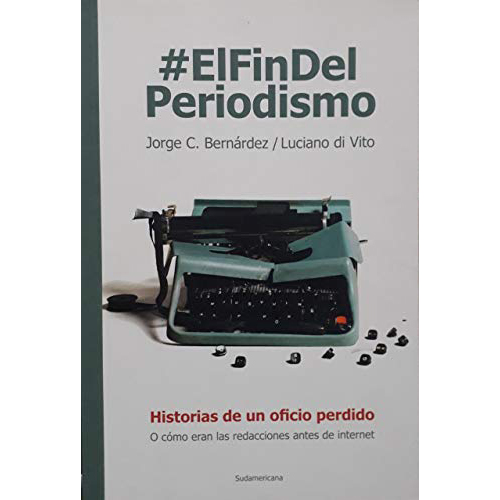 #ElFinDel
Periodismo
Jorge C. Bernárdez / Luciano di Vito
Historias de un oficio perdido
O cómo eran las redacciones antes de internet
Sudamericana